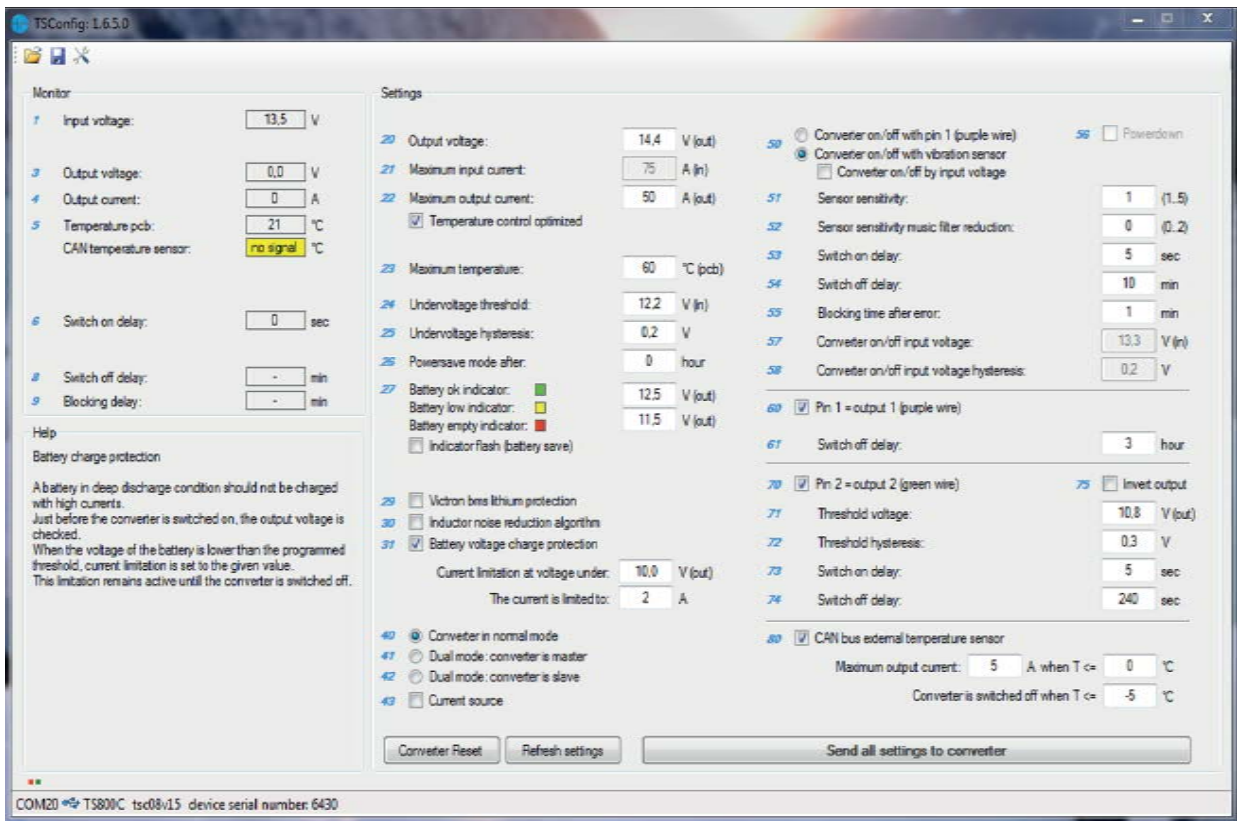 TSConfig: 1.6.5.0
Monitor
1 Input voltage: 13,5 V
3 Output voltage: 0,0 V
4 Output current: 0 A
5 Temperature pcb: 21 °C
CAN temperature sensor: no signal °C
6 Switch on delay: 0 sec
8 Switch off delay: - min
9 Blocking delay: - min
Help
Battery charge protection
A battery in deep discharge condition should not be charged
with high currents.
Just before the converter is switched on, the output voltage is
checked.
When the voltage of the battery is lower than the programmed
threshold, current limitation is set to the given value.
This limitation remains active until the converter is switched off.
Settings
20 Output voltage: 14,4 V (out)
21 Maximum input current: 75 A (in)
22 Maximum output current: 50 A (out)
Temperature control optimized
23 Maximum temperature: 60 °C (pcb)
24 Undervoltage threshold: 12,2 V (in)
25 Undervoltage hysteresis: 0,2 V
26 Powersave mode after: 0 hour
27 Battery ok indicator: 12,5 V (out)
Battery low indicator:
Battery empty indicator: 11,5 V (out)
Indicator flash (battery save)
29 Victron bms lithium protection
30 Inductor noise reduction algorithm
31 Battery voltage charge protection
Current limitation at voltage under: 10,0 V (out)
The current is limited to: 2 A
40 Converter in normal mode
41 Dual mode: converter is master
42 Dual mode: converter is slave
43 Current source
50 Converter on/off with pin 1 (purple wire) 56 Powerdown
Converter on/off with vibration sensor
Converter on/off by input voltage
51 Sensor sensitivity: 1 (1..5)
52 Sensor sensitivity music filter reduction: 0 (0..2)
53 Switch on delay: 5 sec
54 Switch off delay: 10 min
55 Blocking time after error: 1 min
57 Converter on/off input voltage: 13,3 V (in)
58 Converter on/off input voltage hysteresis: 0,2 V
60 Pin 1 = output 1 (purple wire)
61 Switch off delay: 3 hour
70 Pin 2 = output 2 (green wire) 75 Invert output
71 Threshold voltage: 10,8 V (out)
72 Threshold hysteresis: 0,3 V
73 Switch on delay: 5 sec
74 Switch off delay: 240 sec
80 CAN bus external temperature sensor
Maximum output current: 5 A when T <= 0 °C
Converter is switched off when T <= -5 °C
Converter Reset Refresh settings Send all settings to converter
COM20 TS800C tsc08v15 device serial number: 6430